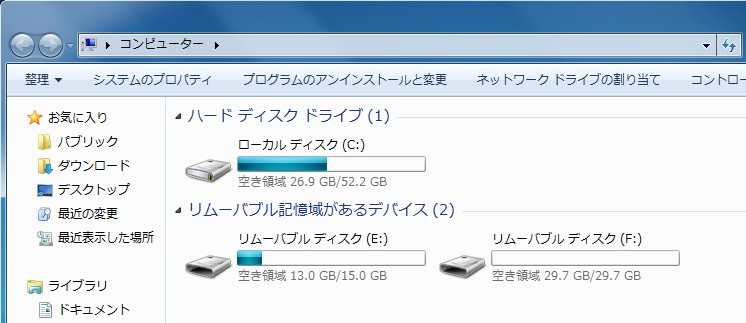 コンピューター
整理 システムのプロパティ プログラムのアンインストールと変更 ネットワーク ドライブの割り当て コントロー
お気に入り
パブリック
ダウンロード
デスクトップ
最近の変更
最近表示した場所
ライブラリ
ドキュメント
ハード ディスク ドライブ (1)
ローカル ディスク (C:)
空き領域 26.9 GB/52.2 GB
リムーバブル記憶域があるデバイス (2)
リムーバブル ディスク (E:)
空き領域 13.0 GB/15.0 GB
リムーバブル ディスク (F:)
空き領域 29.7 GB/29.7 GB